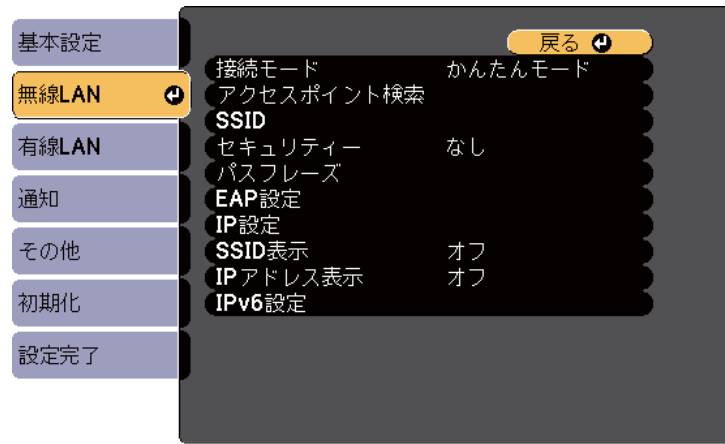 基本設定
無線LAN
有線LAN
通知
その他
初期化
設定完了
戻る
接続モード かんたんモード
アクセスポイント検索
SSID
セキュリティー なし
パスフレーズ
EAP設定
IP設定
SSID表示 オフ
IPアドレス表示 オフ
IPv6設定